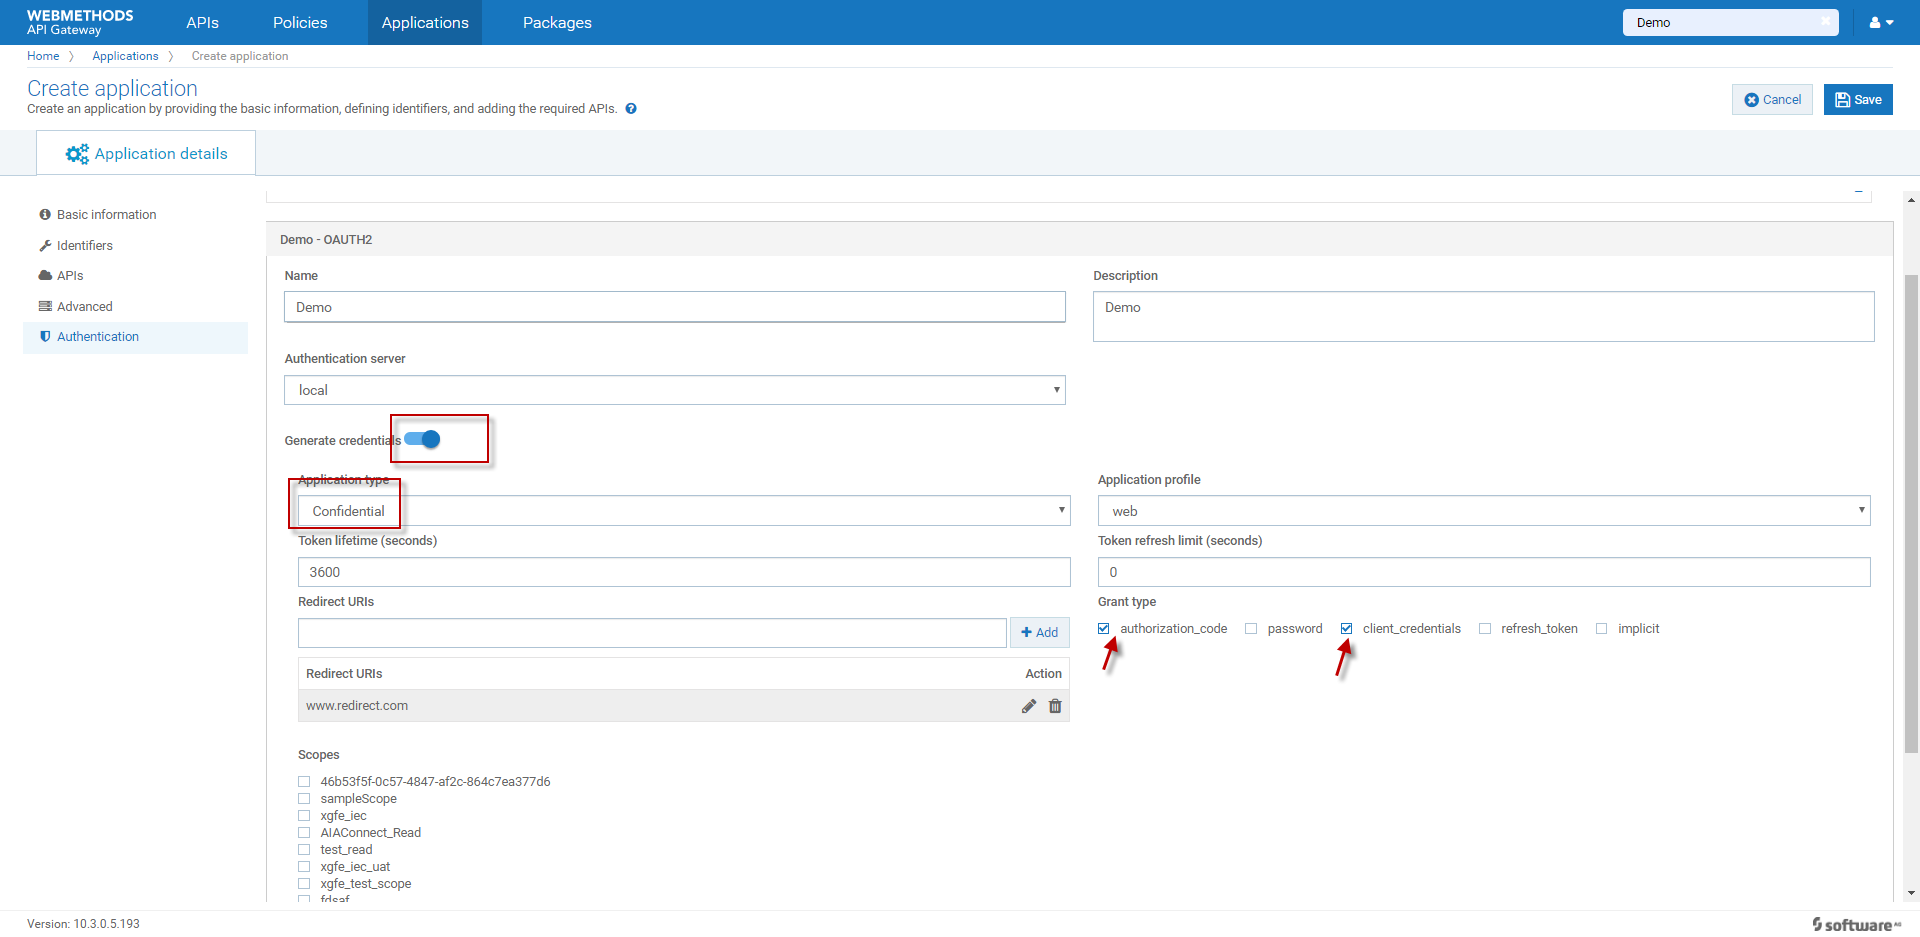 WEBMETHODS
API Gateway
APIs
Policies
Applications
Packages
Demo
Home
Applications
Create application
Create application
Create an application by providing the basic information, defining identifiers, and adding the required APIs.
Cancel
Save
Application details
Basic information
Identifiers
APIs
Advanced
Authentication
Demo - OAUTH2
Name
Description
Demo
Demo
Authentication server
local
Generate credentials
Application type
Application profile
Confidential
web
Token lifetime (seconds)
Token refresh limit (seconds)
3600
0
Redirect URIs
Grant type
Add
authorization_code password client_credentials refresh_token implicit
Redirect URIs Action
www.redirect.com
Scopes
46b53f5f-0c57-4847-af2c-864c7ea377d6
sampleScope
xgfe_iec
AIAConnect_Read
test_read
xgfe_iec_uat
xgfe_test_scope
fdsaf
Version: 10.3.0.5.193
software AG